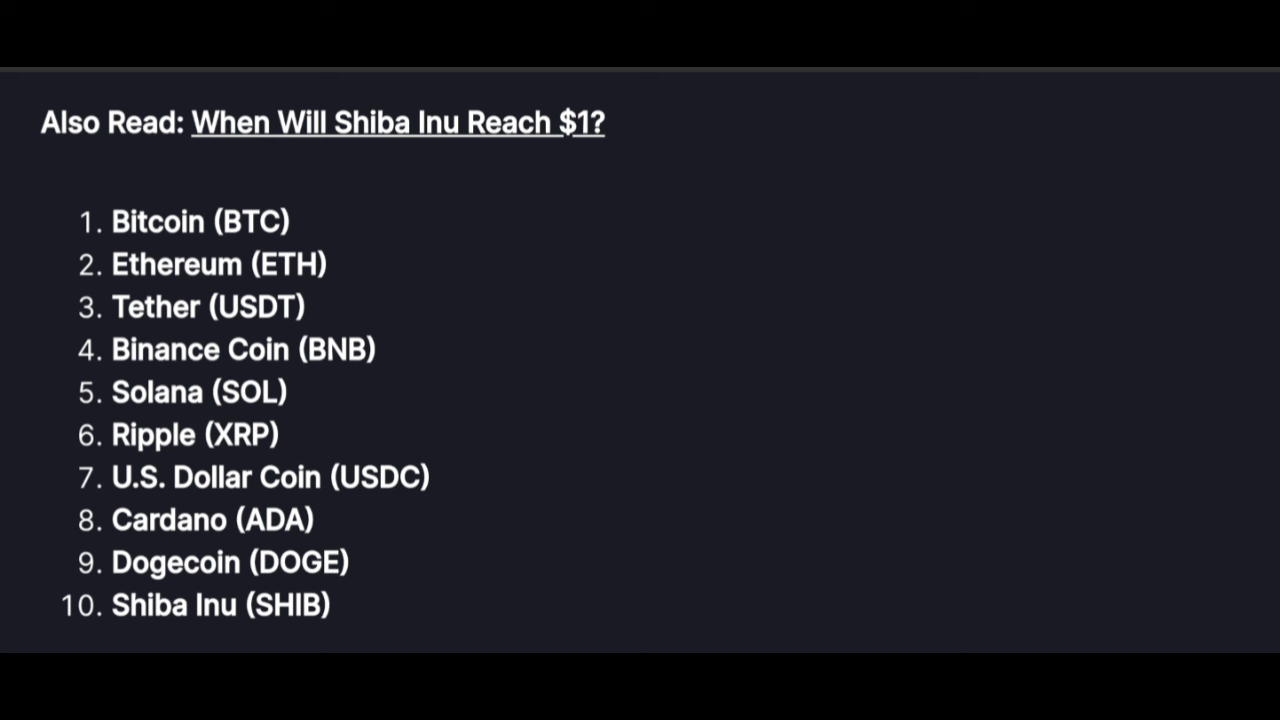 Also Read: When Will Shiba Inu Reach $1?
1. Bitcoin (BTC)
2. Ethereum (ETH)
3. Tether (USDT)
4. Binance Coin (BNB)
5. Solana (SOL)
6. Ripple (XRP)
7. U.S. Dollar Coin (USDC)
8. Cardano (ADA)
9. Dogecoin (DOGE)
10. Shiba Inu (SHIB)